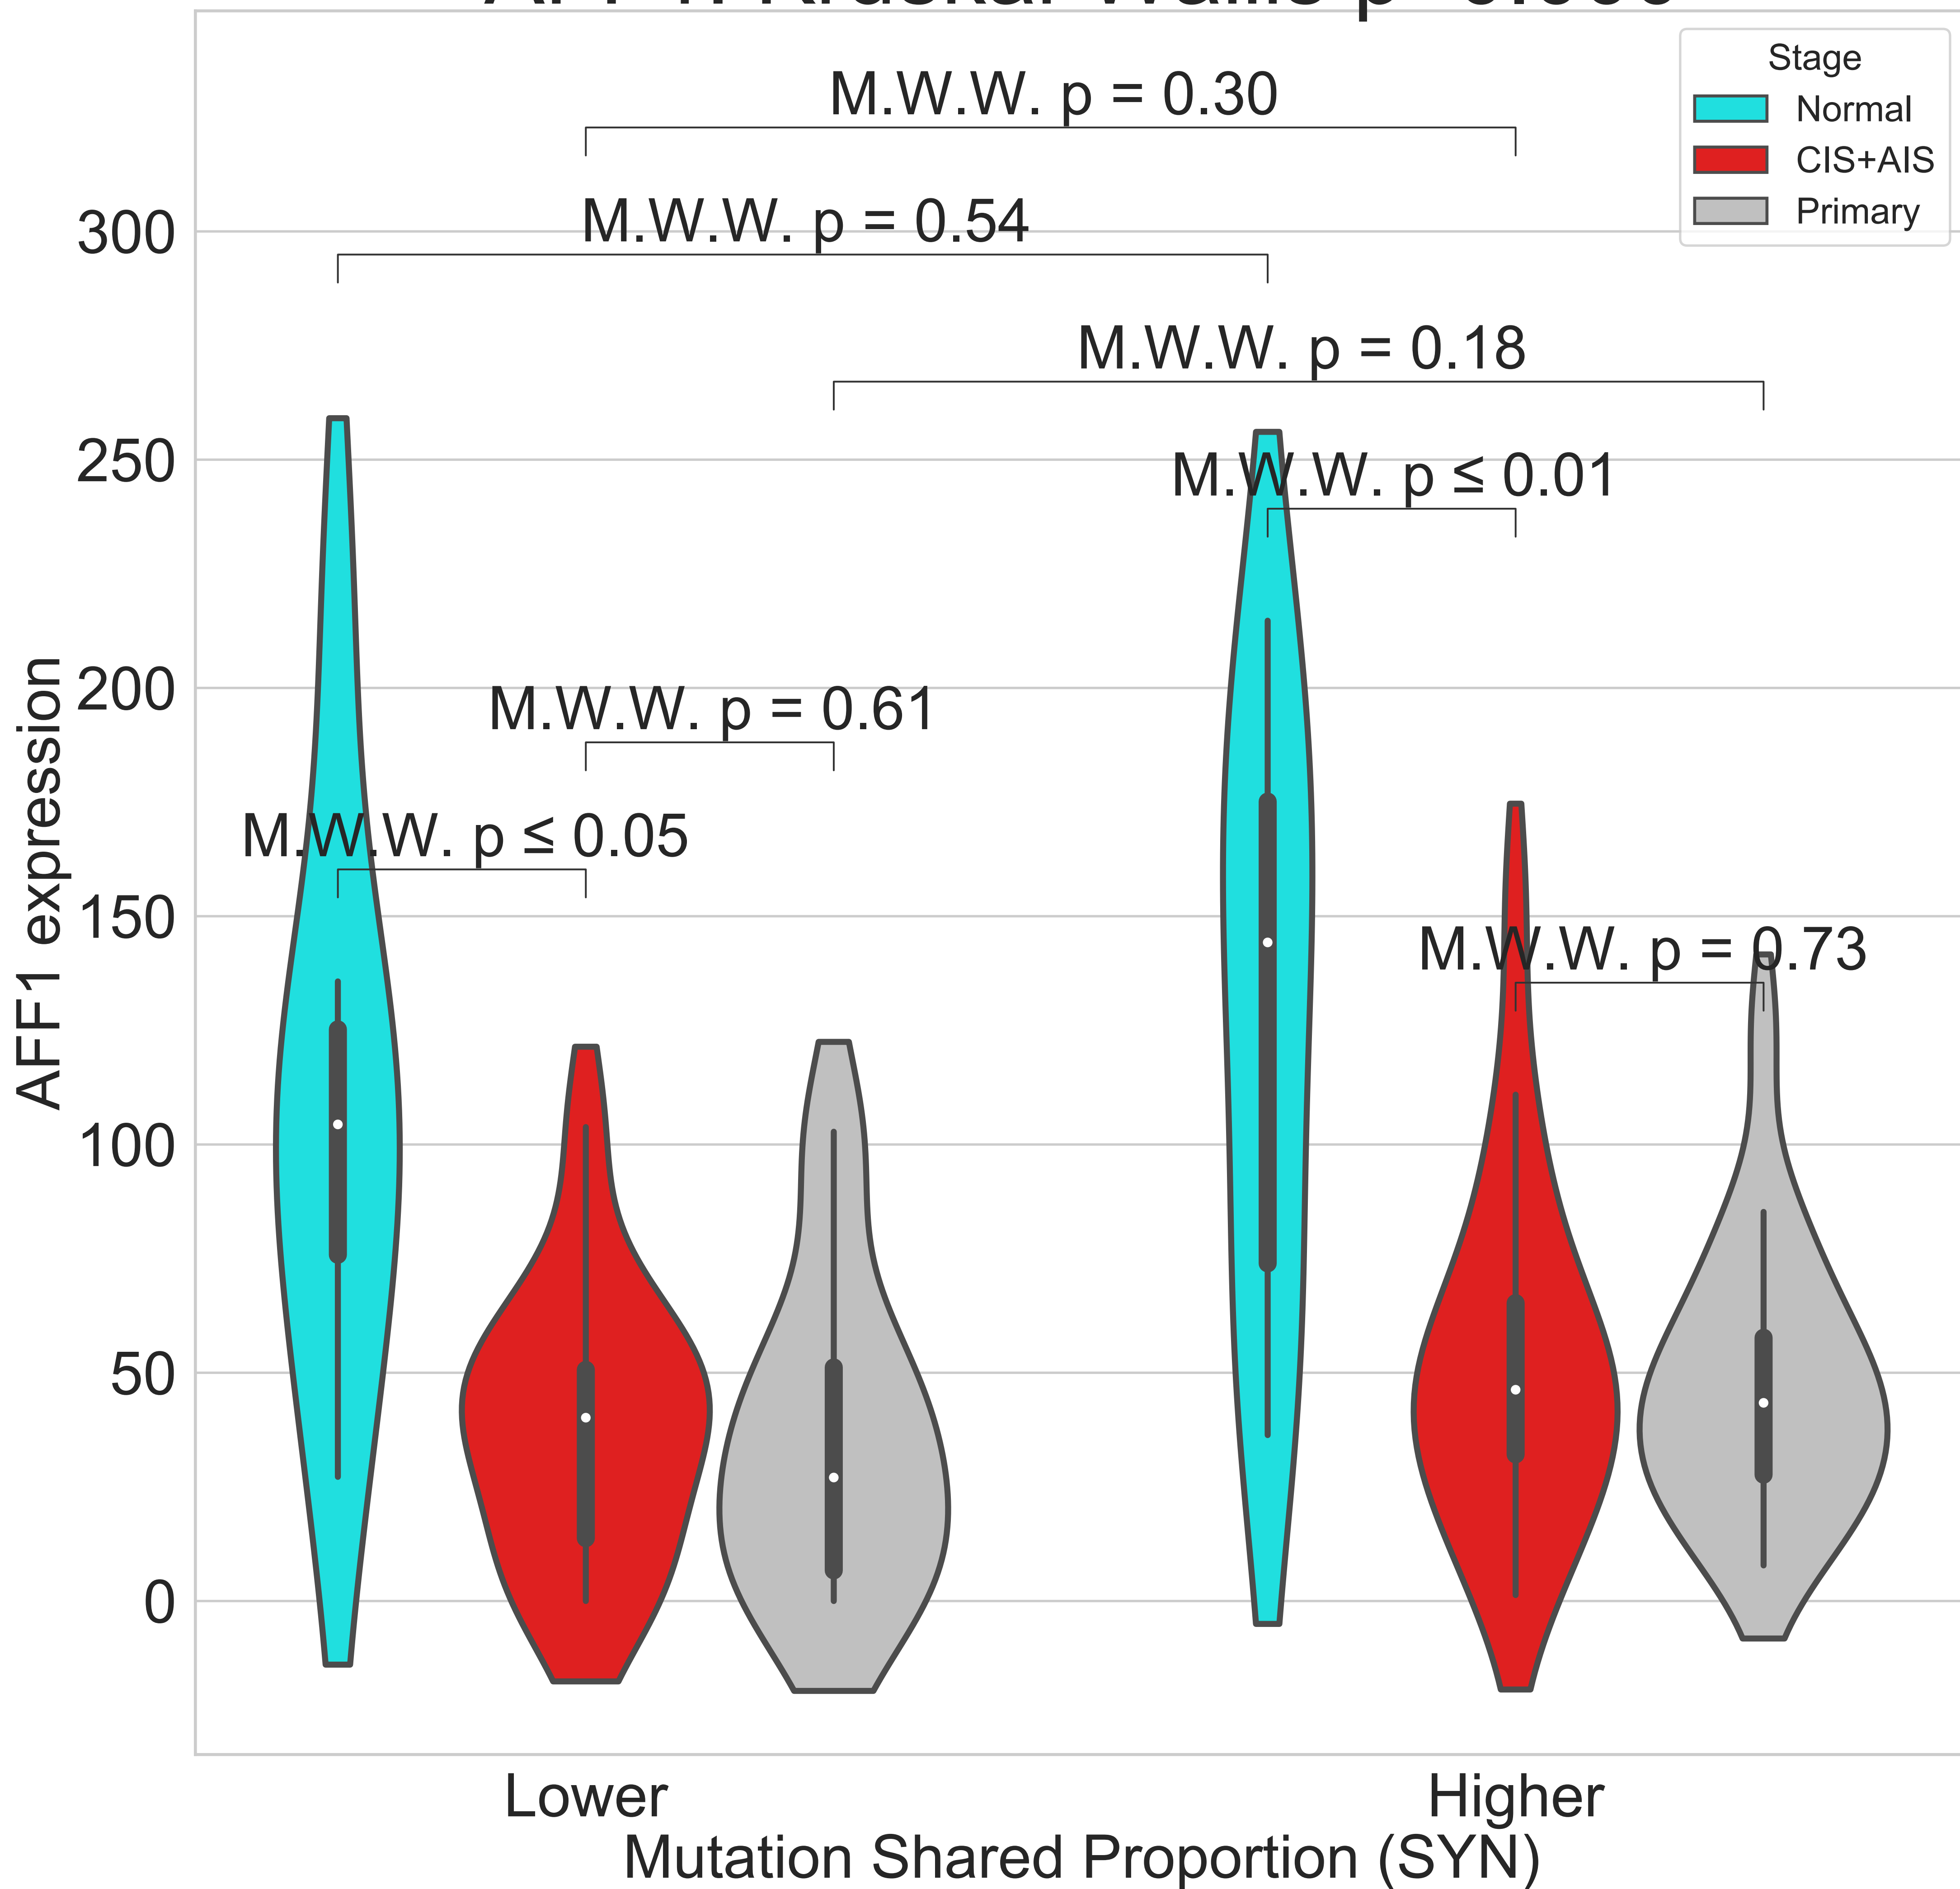 Stage
Normal
CIS+AIS
Primary
M.W.W. p = 0.30
M.W.W. p = 0.54
M.W.W. p = 0.18
M.W.W. p ≤ 0.01
M.W.W. p = 0.61
M.W.W. p ≤ 0.05
M.W.W. p = 0.73
300
250
200
150
100
50
0
AFF1 expression
Lower
Higher
Mutation Shared Proportion (SYN)